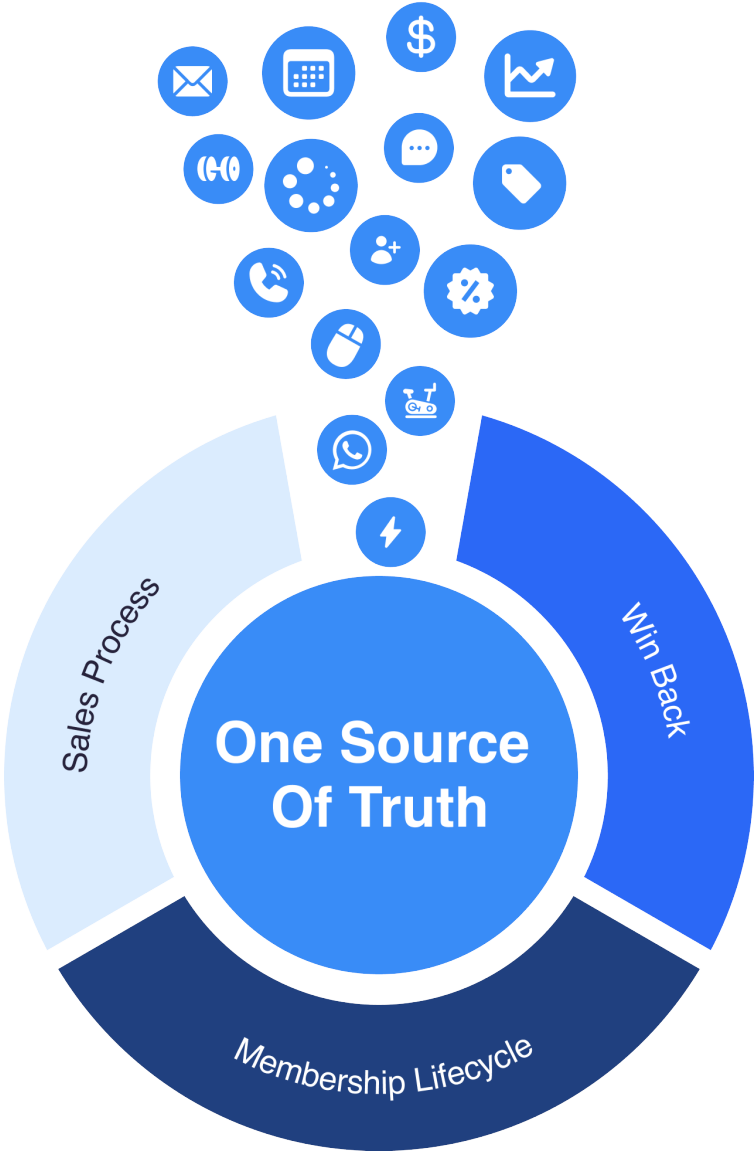 Sales Process
Win Back
One Source
Of Truth
Membership Lifecycle